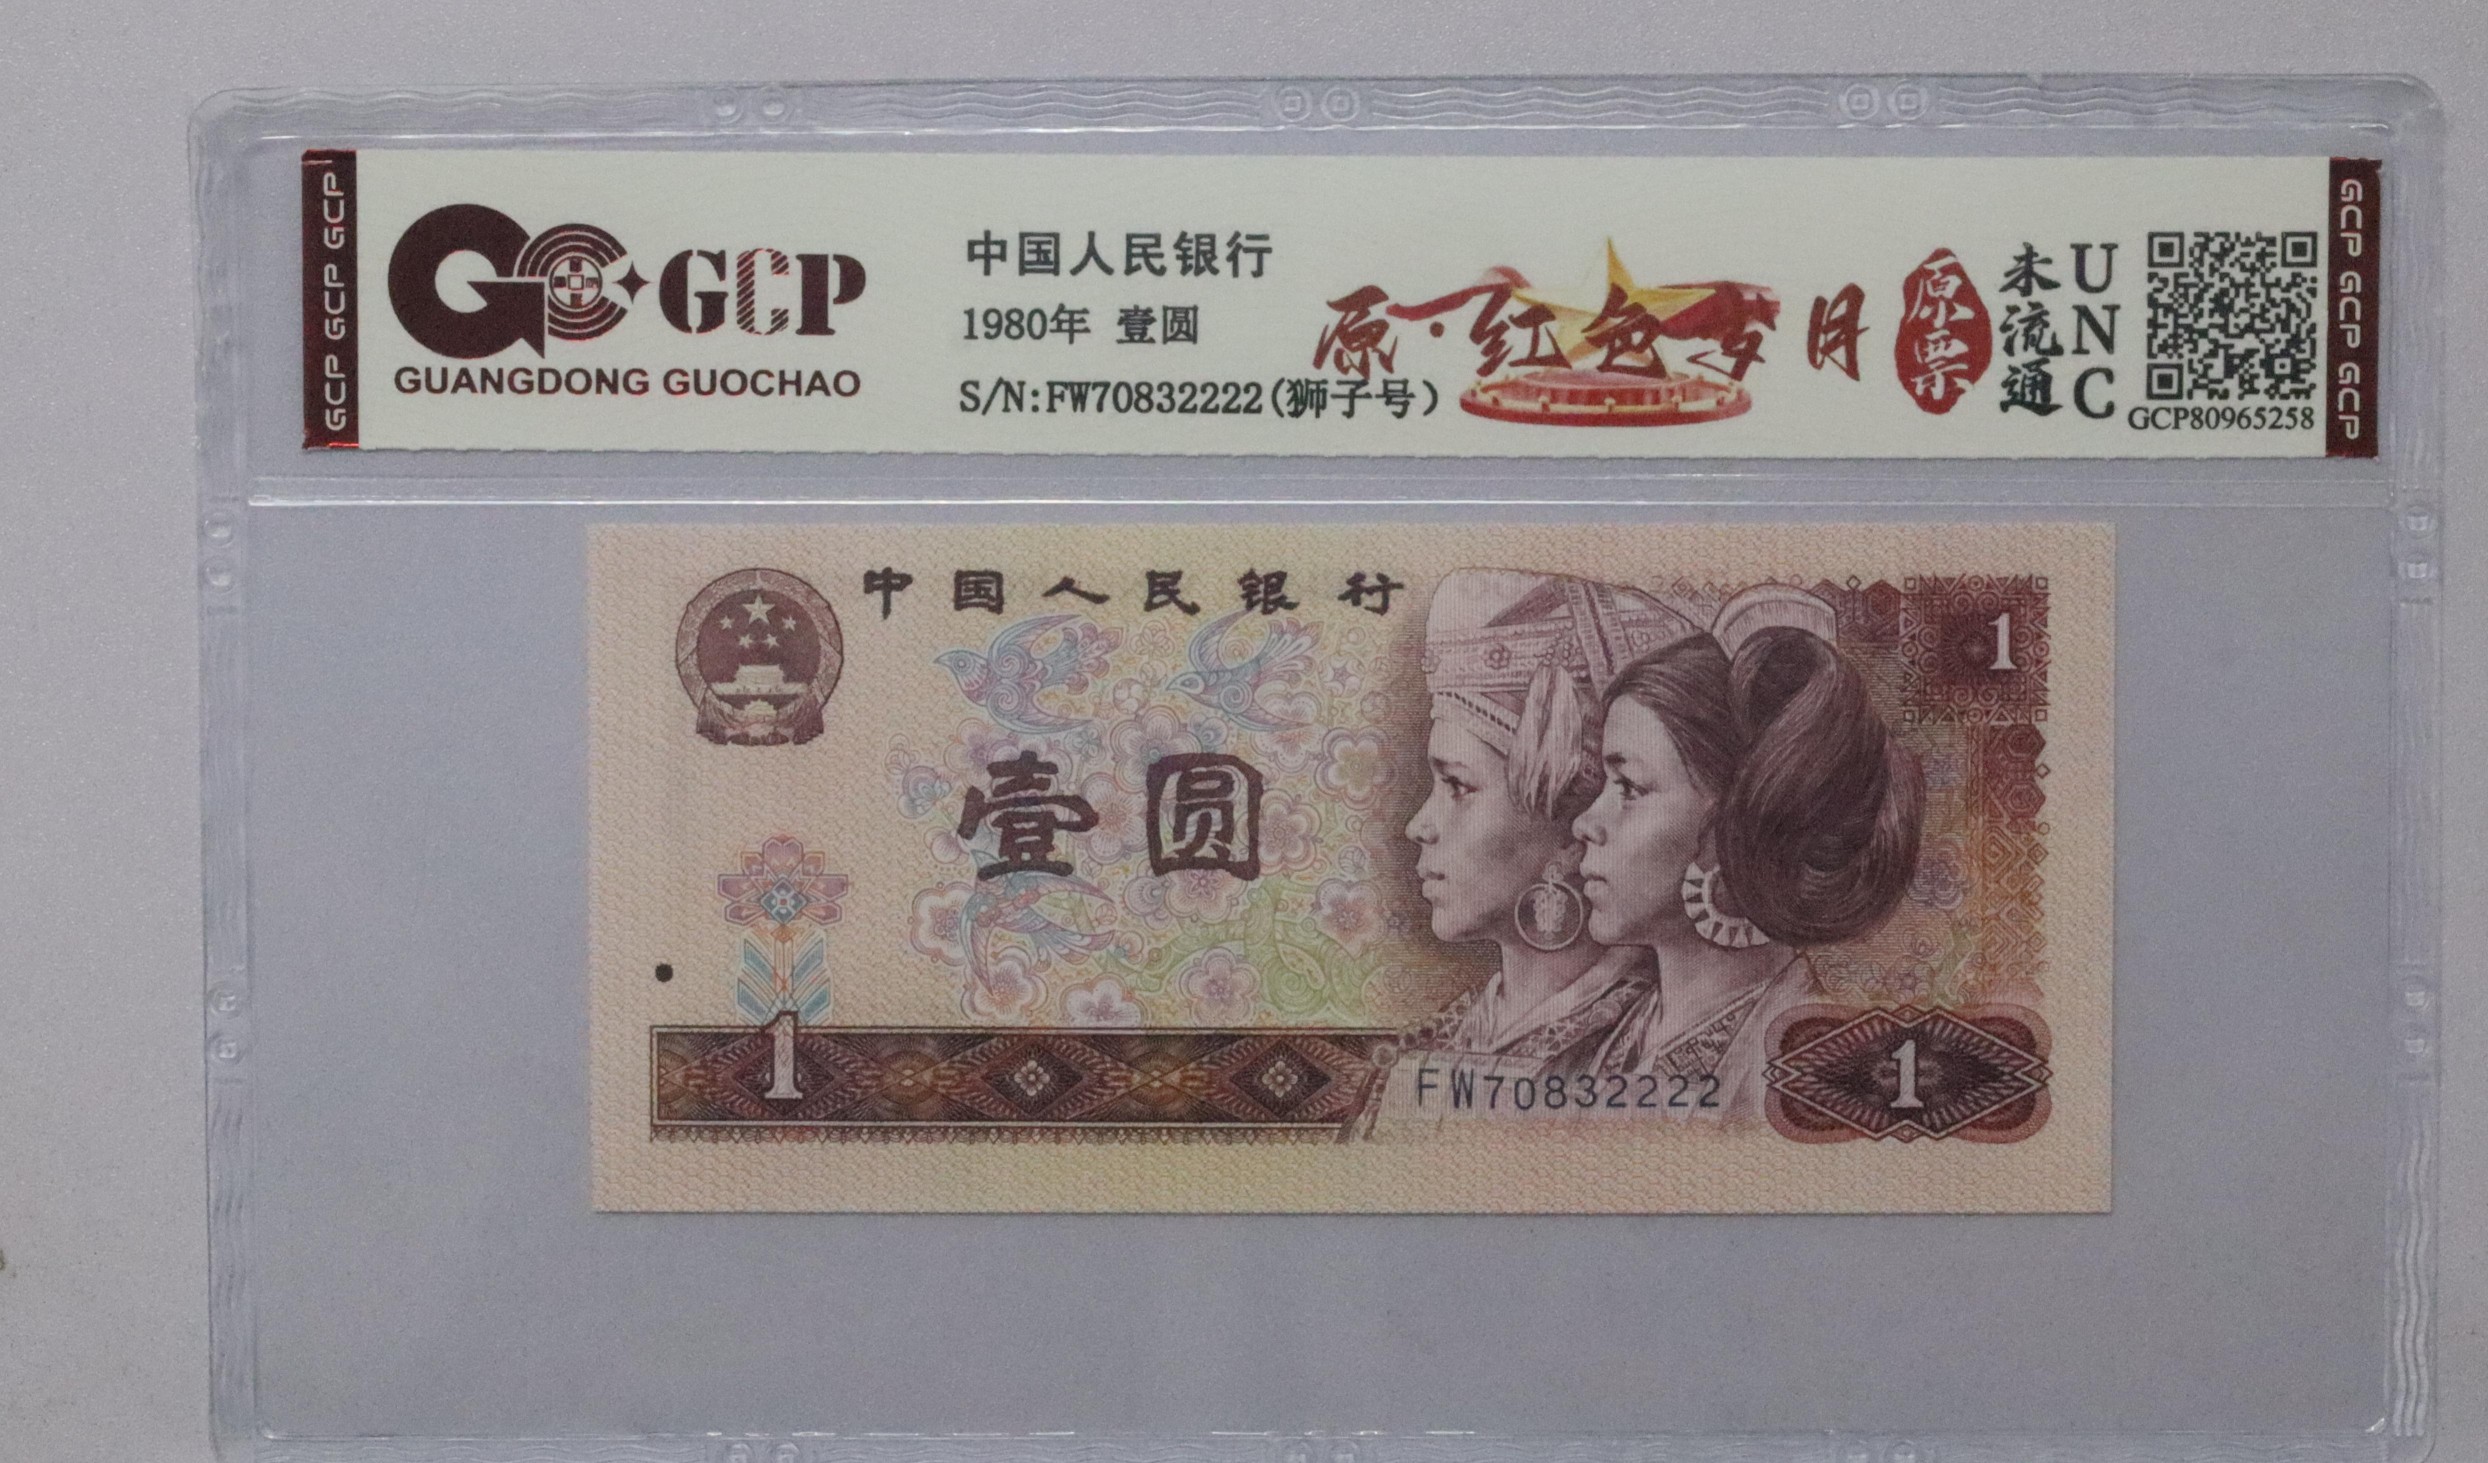 GCP GCP GCP
GCP
GUANGDONG GUOCHAO
中国人民银行
1980年 壹圆
S/N:FW70832222(狮子号)
原·红色岁月
原票
未流通
UNC
GCP80965258
GCP GCP GCP
中国人民银行
1
壹圆
1
FW70832222
1